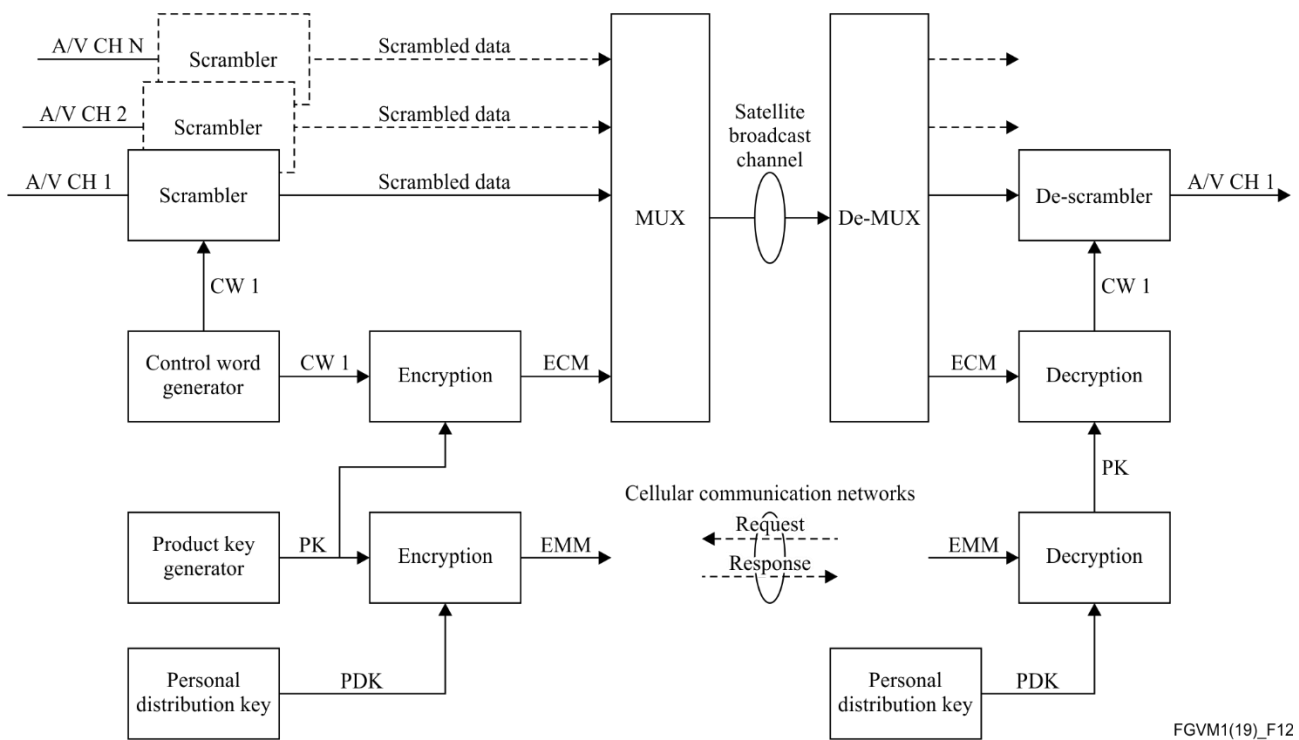 A/V CH N
Scrambler
Scrambled data
A/V CH 2
Scrambler
Scrambled data
Satellite
broadcast
channel
A/V CH 1
Scrambler
Scrambled data
MUX
De-MUX
De-scrambler
A/V CH 1
CW 1
CW 1
Control word
generator
CW 1
Encryption
ECM
ECM
Decryption
PK
Cellular communication networks
Request
Response
Product key
generator
PK
Encryption
EMM
EMM
Decryption
Personal
distribution key
PDK
Personal
distribution key
PDK
FGVM1(19)_F12